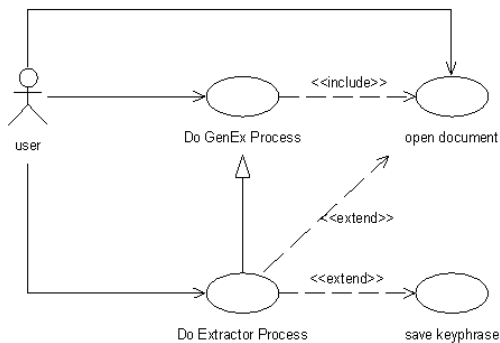 <<include>>
user
Do GenEx Process
open document
<<extend>>
<<extend>>
Do Extractor Process
save keyphrase